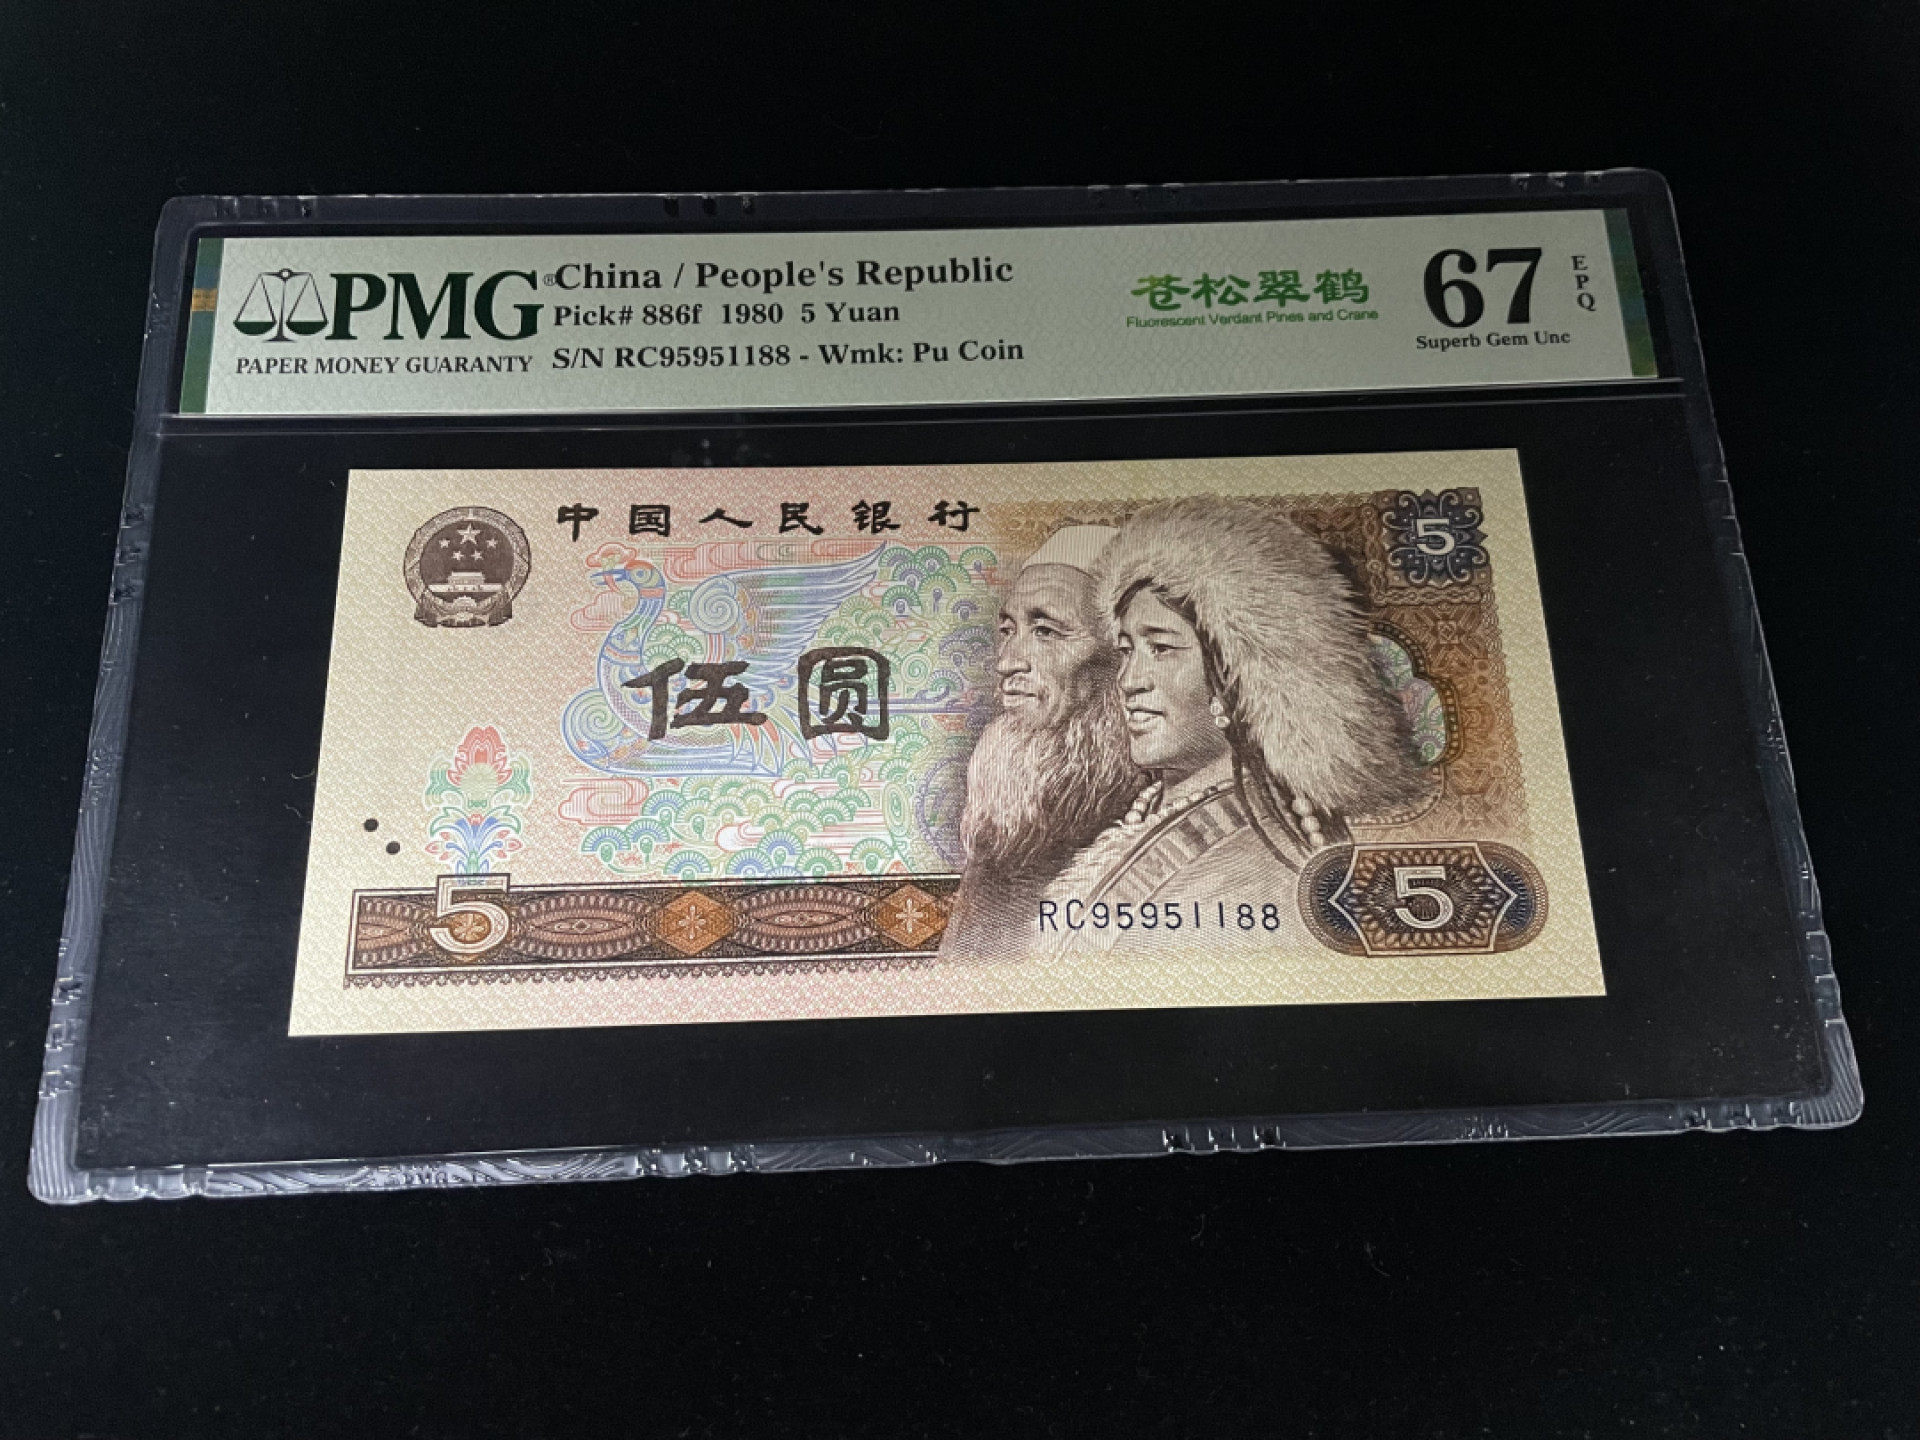 PMG®
PAPER MONEY GUARANTY
China / People's Republic
Pick# 886f 1980 5 Yuan
S/N RC95951188 - Wmk: Pu Coin
苍松翠鹤
Fluorescent Verdant Pines and Crane
67
EPQ
Superb Gem Unc
中国人民银行
5
伍圆
5
RC95951188
5